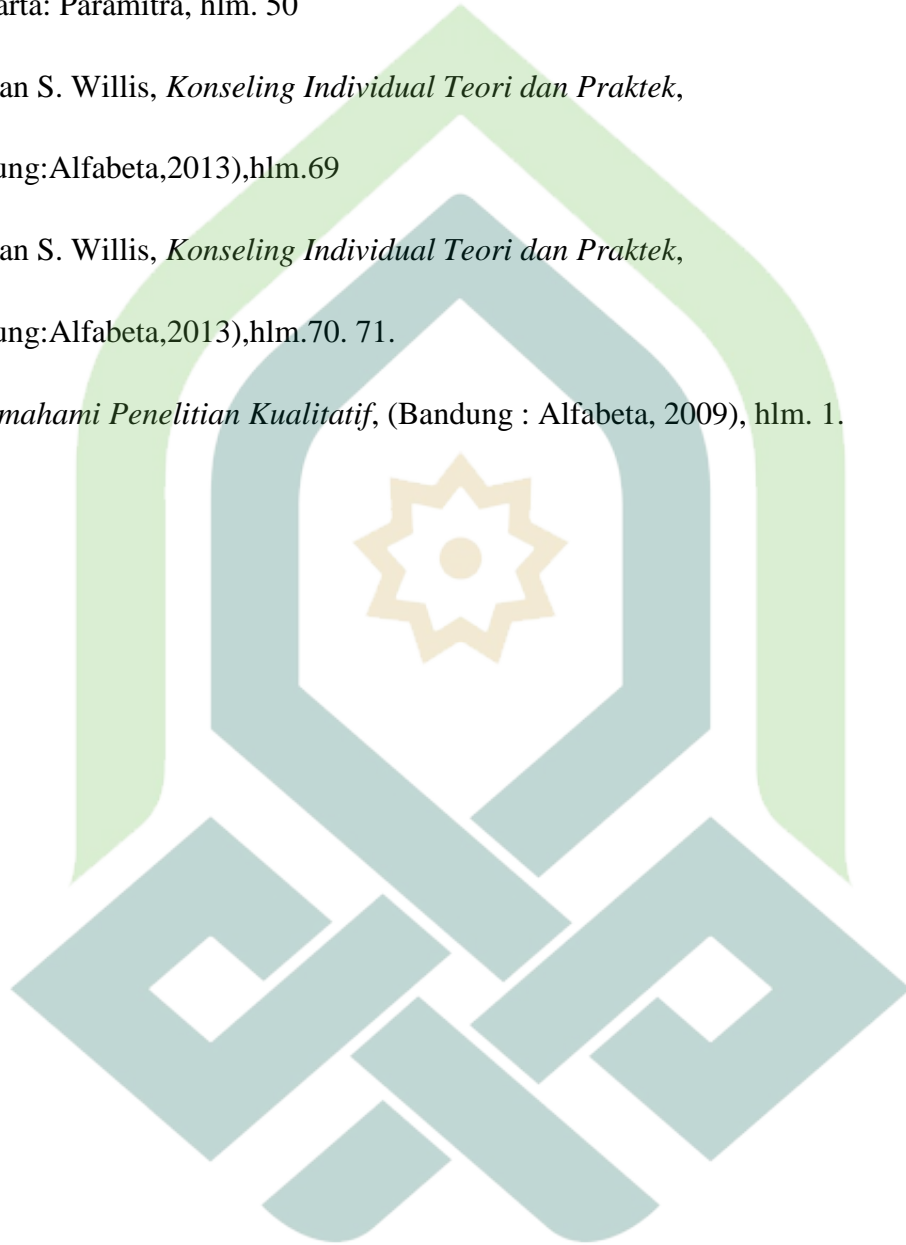 arta: Paramitra, hlm. 50
an S. Willis, Konseling Individual Teori dan Praktek,
ung:Alfabeta,2013),hlm.69
an S. Willis, Konseling Individual Teori dan Praktek,
ung:Alfabeta,2013),hlm.70. 71.
mahami Penelitian Kualitatif, (Bandung : Alfabeta, 2009), hlm. 1.